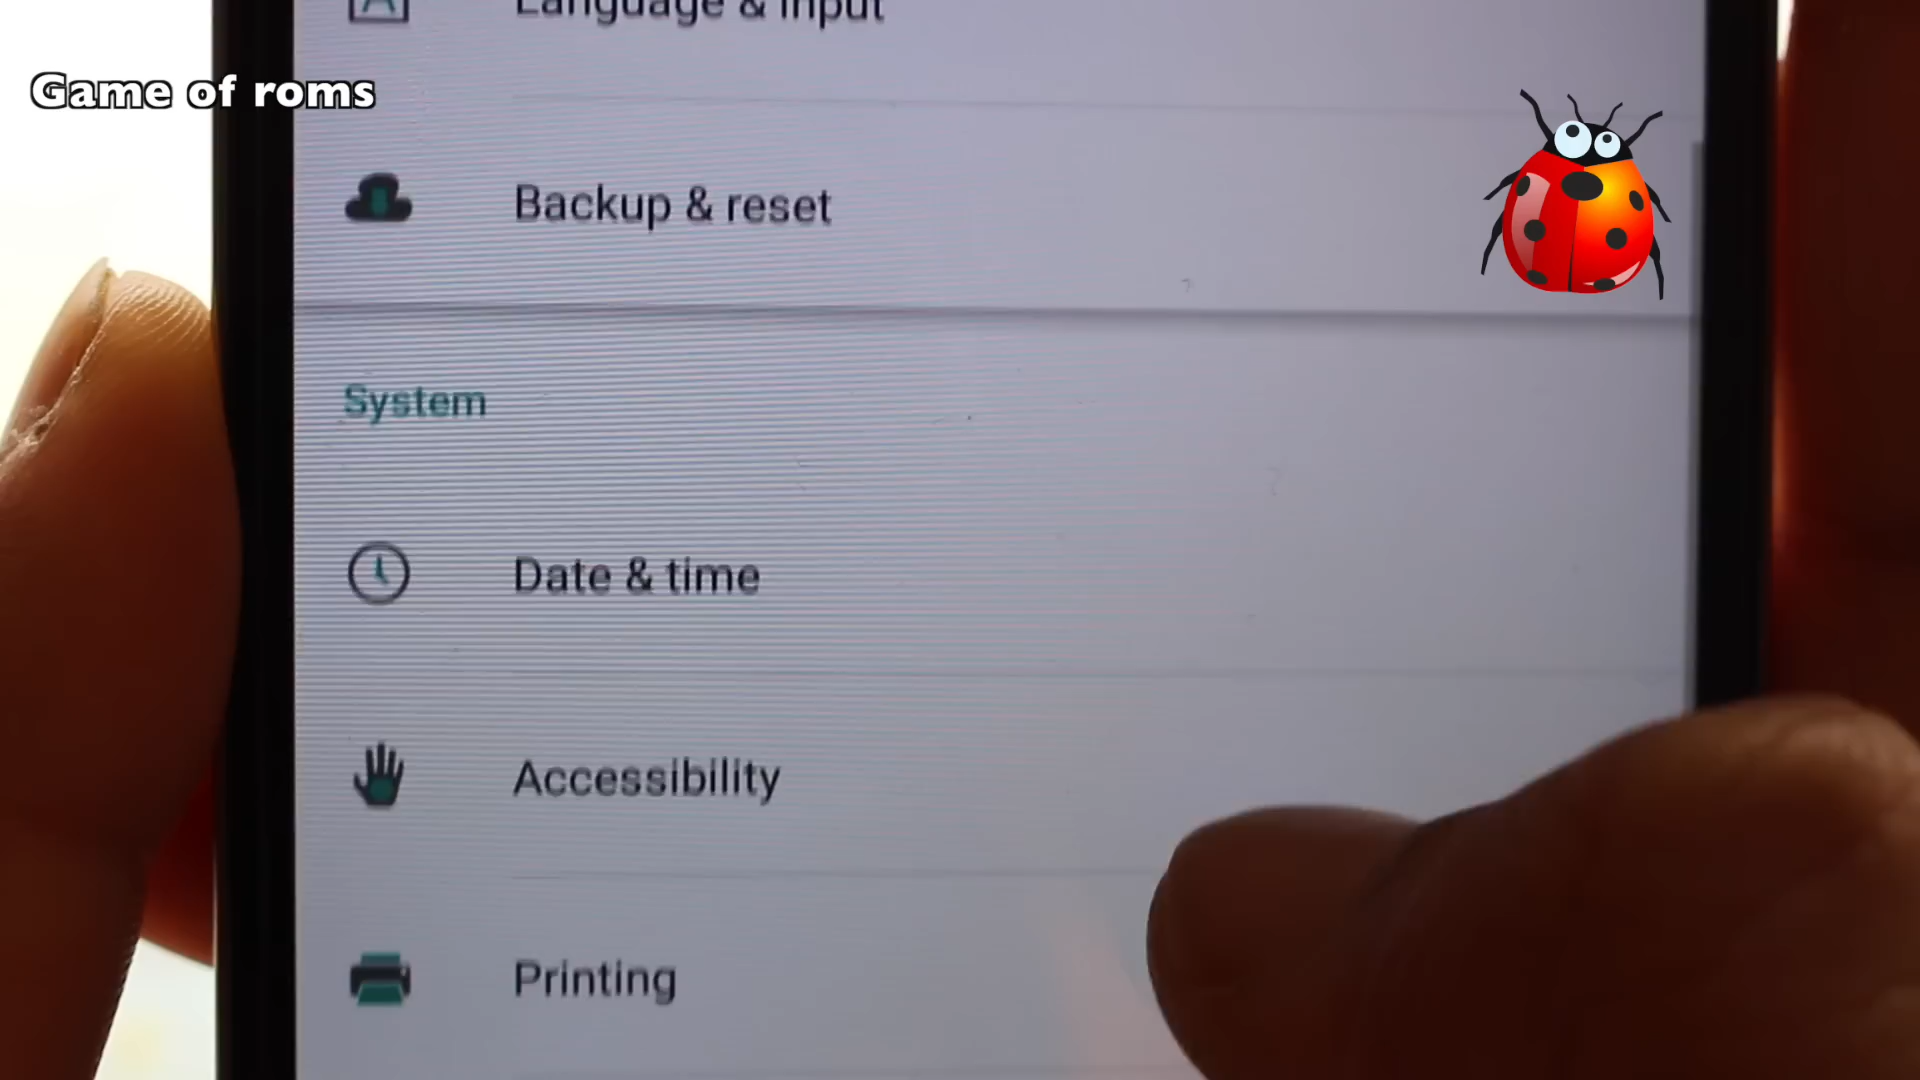 Language & input
Game of roms
Backup & reset
System
Date & time
Accessibility
Printing